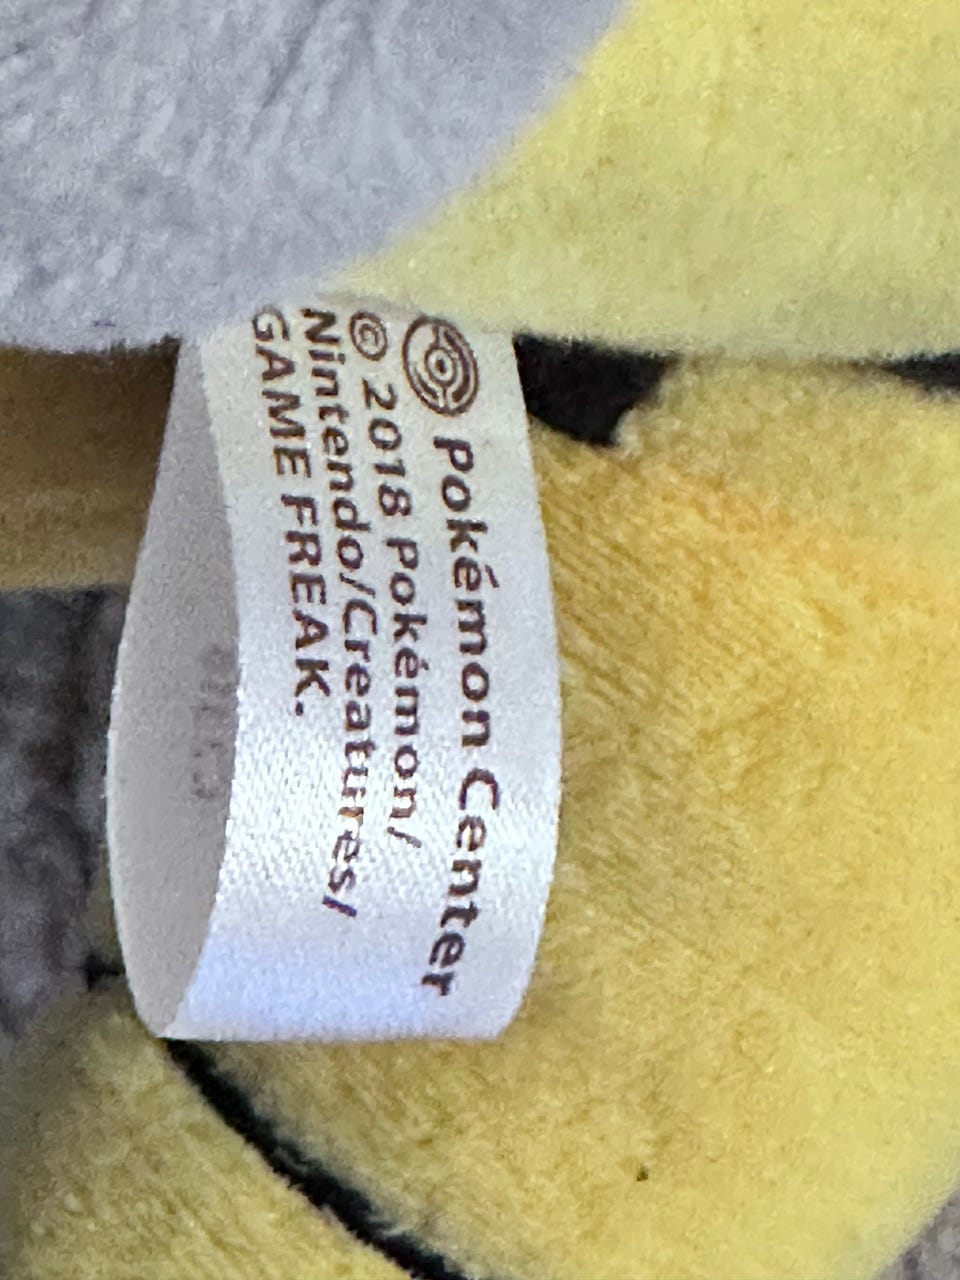 Pokémon Center
© 2018 Pokémon/
Nintendo/Creatures/
GAME FREAK.